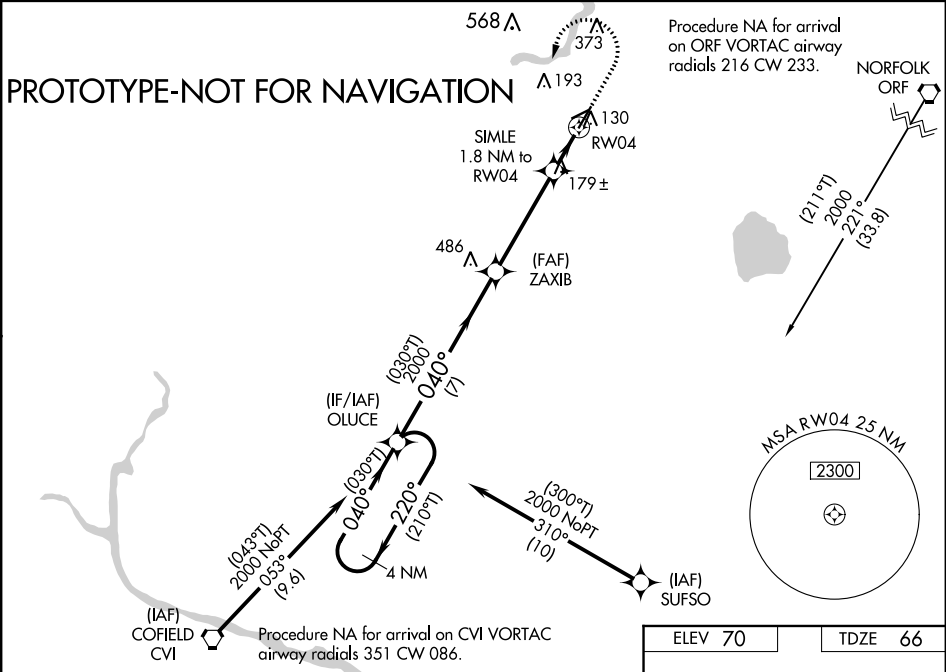 568
373
Procedure NA for arrival
on ORF VORTAC airway
radials 216 CW 233.
PROTOTYPE-NOT FOR NAVIGATION
193
NORFOLK
ORF
130
RW04
SIMLE
1.8 NM to
RW04
179±
(211°T)
2000
221°
(33.8)
486
(FAF)
ZAXIB
(030°T)
2000
040°
(7)
(IF/IAF)
OLUCE
MSA RW04 25 NM
2300
(030°T)
040°
220°
(210°T)
4 NM
(300°T)
2000 NoPT
310°
(10)
(043°T)
2000 NoPT
053°
(9.6)
(IAF)
SUFSO
(IAF)
COFIELD
CVI
Procedure NA for arrival on CVI VORTAC
airway radials 351 CW 086.
ELEV 70
TDZE 66